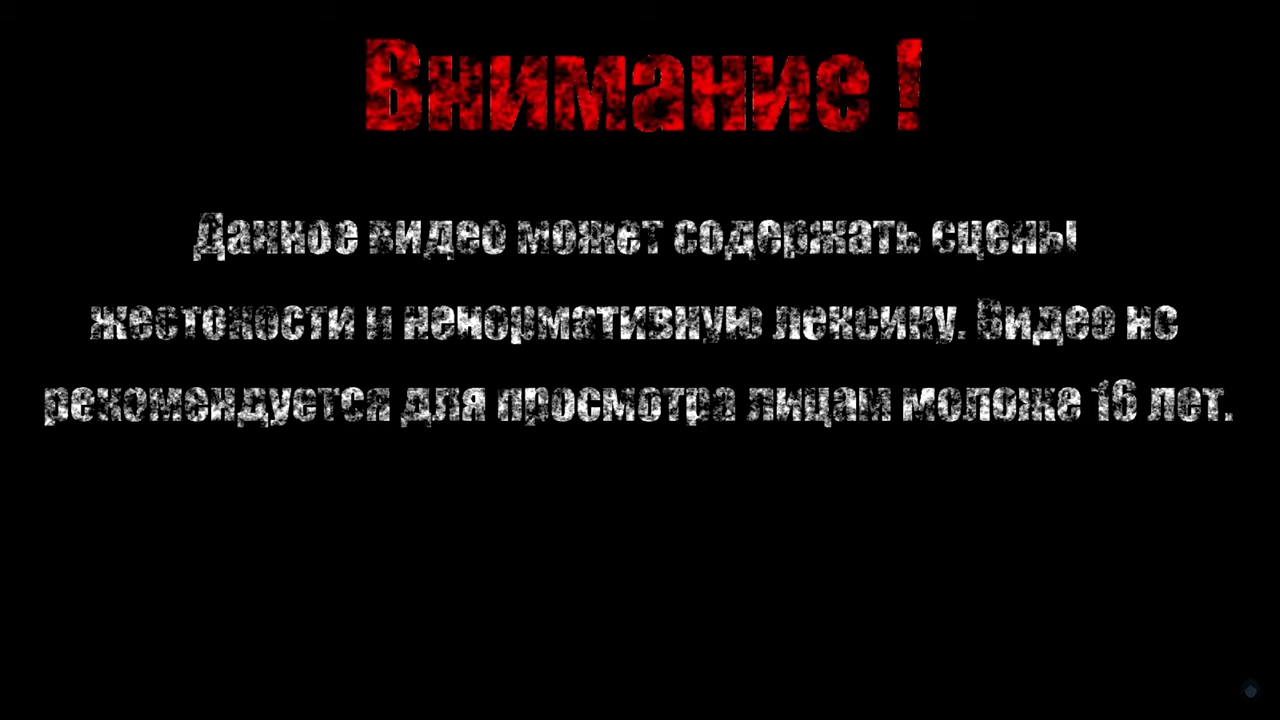 Внимание !
Данное видео может содержать сцены
жестокости и ненормативную лексику. Видео не
рекомендуется для просмотра лицам моложе 16 лет.